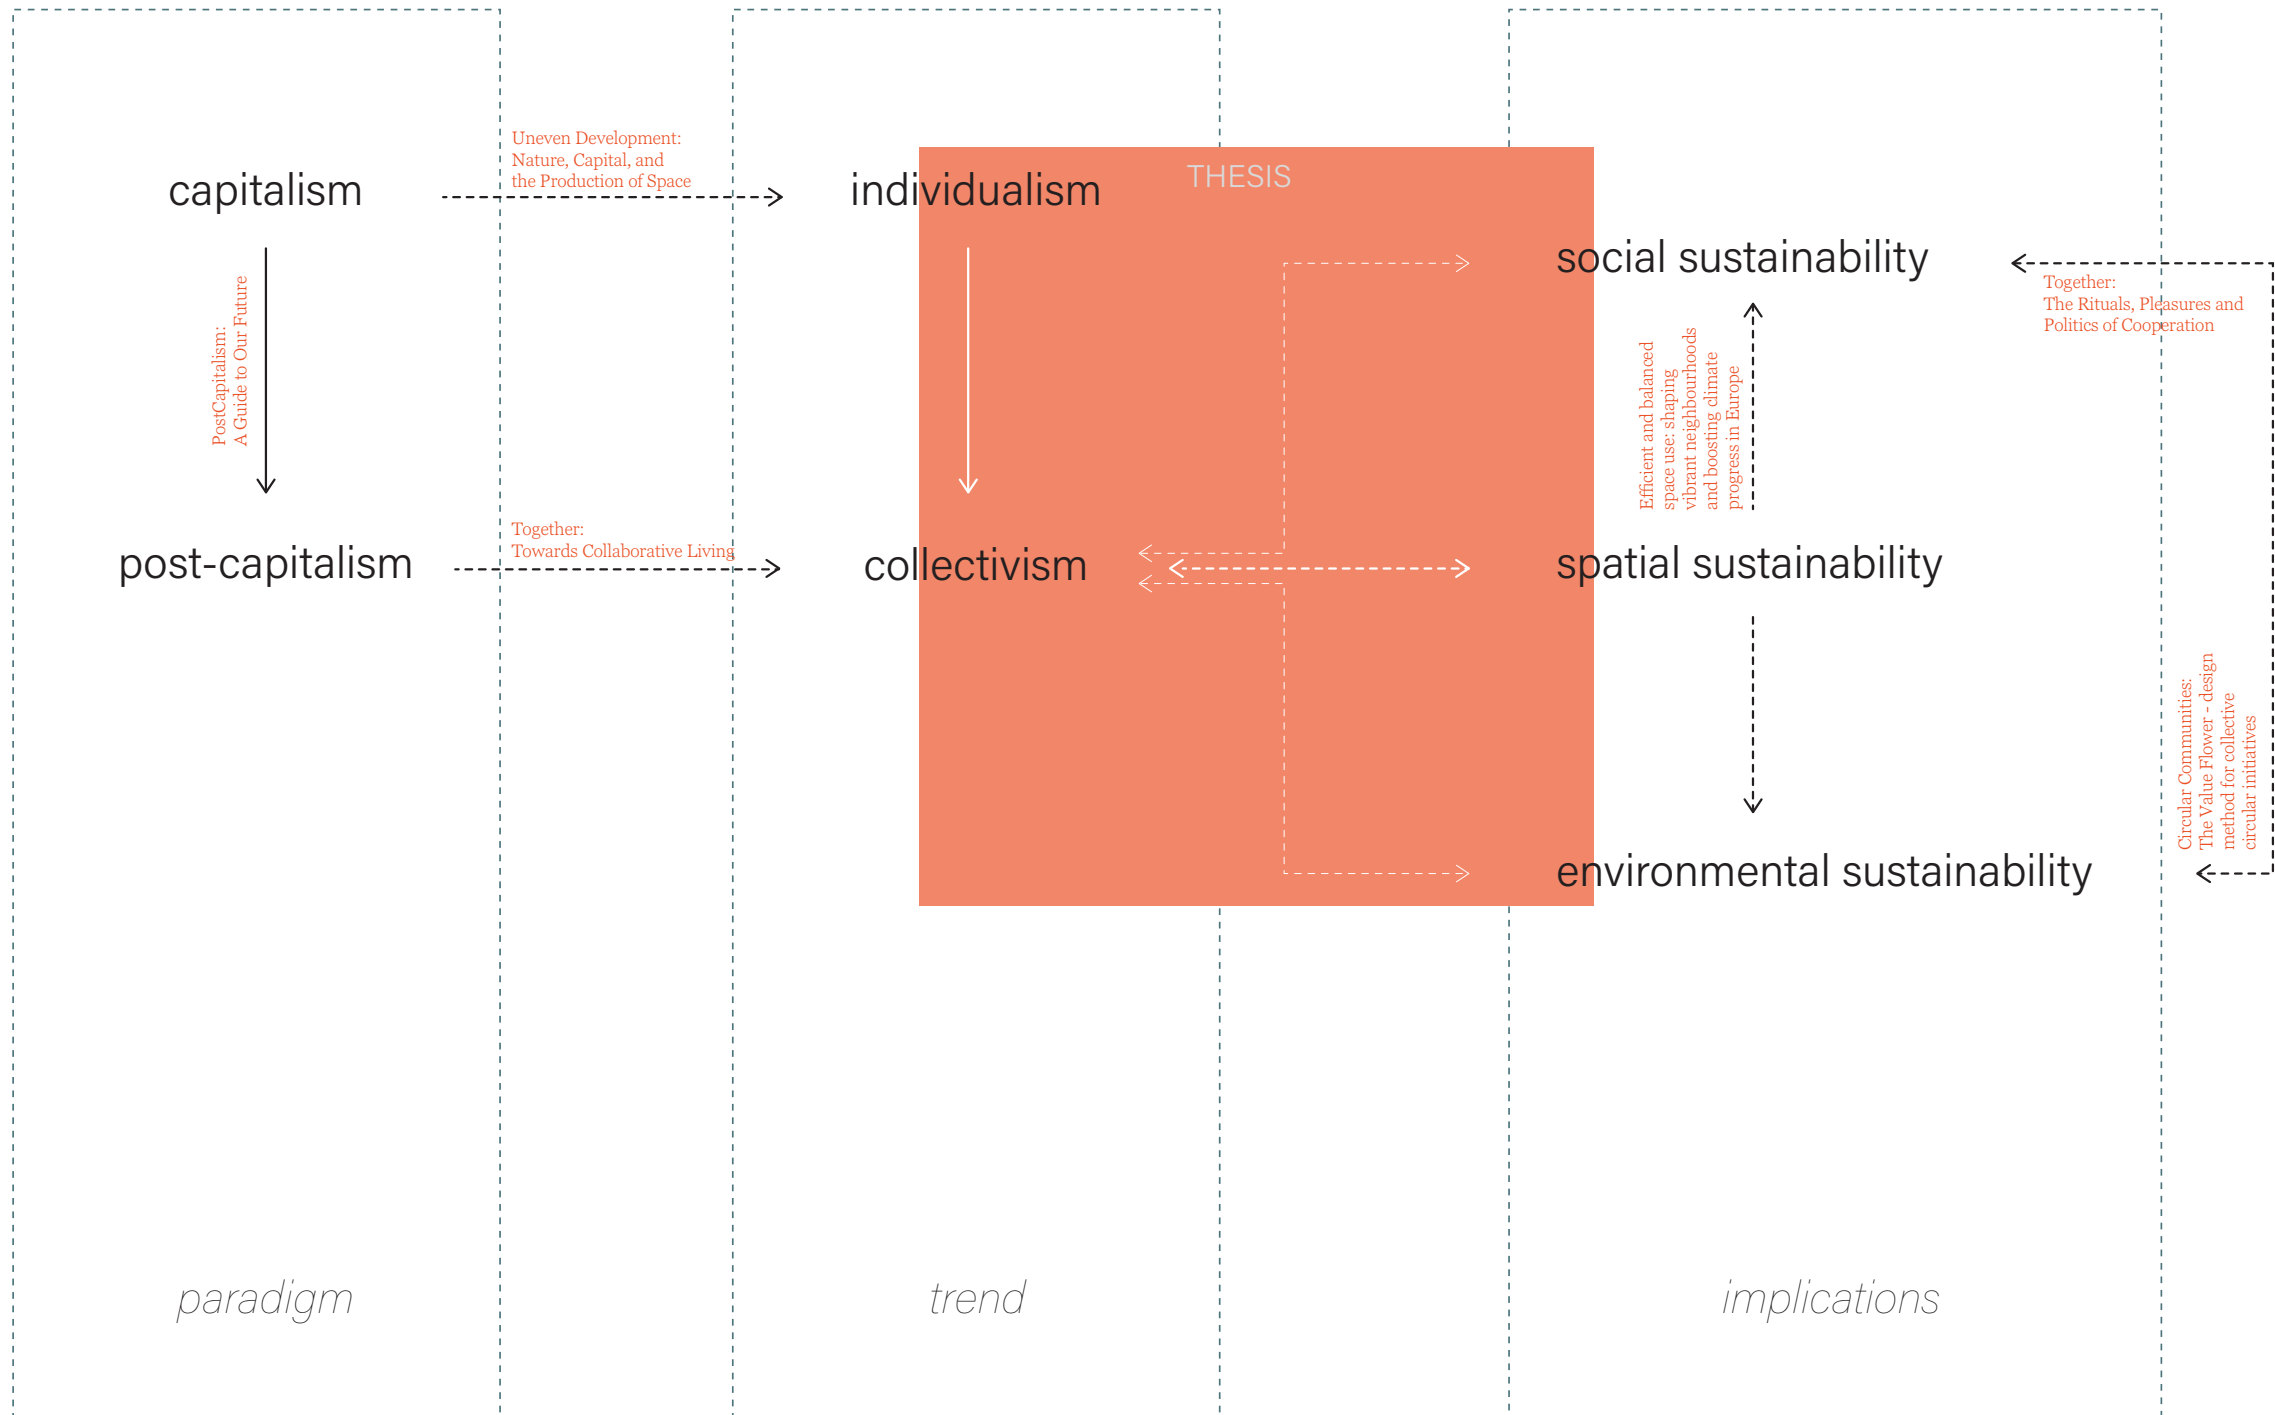 capitalism
Uneven Development:
Nature, Capital, and
the Production of Space
individualism
THESIS
social sustainability
Together:
The Rituals, Pleasures and
Politics of Cooperation
PostCapitalism:
A Guide to Our Future
Efficient and balanced
space use: shaping
vibrant neighbourhoods
and boosting climate
progress in Europe
post-capitalism
Together:
Towards Collaborative Living
collectivism
spatial sustainability
Circular Communities:
The Value Flower - design
method for collective
circular initiatives
environmental sustainability
paradigm
trend
implications